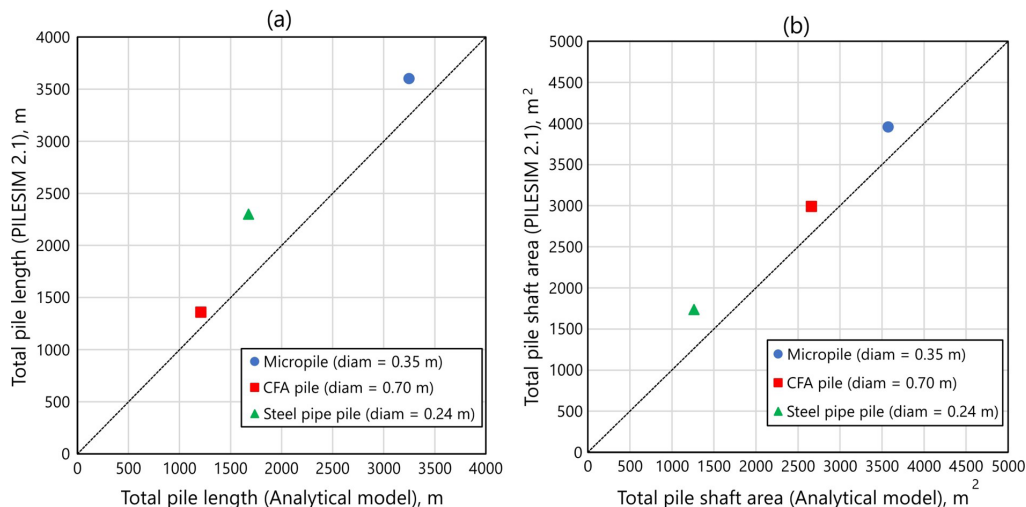 (a)
4000
3500
3000
2500
2000
1500
1000
500
0
0 500 1000 1500 2000 2500 3000 3500 4000
Total pile length (PILESIM 2.1), m
Total pile length (Analytical model), m
Micropile (diam = 0.35 m)
CFA pile (diam = 0.70 m)
Steel pipe pile (diam = 0.24 m)
(b)
5000
4500
4000
3500
3000
2500
2000
1500
1000
500
0
0 500 1000 1500 2000 2500 3000 3500 4000 4500 5000
Total pile shaft area (PILESIM 2.1), m²
Total pile shaft area (Analytical model), m²
Micropile (diam = 0.35 m)
CFA pile (diam = 0.70 m)
Steel pipe pile (diam = 0.24 m)